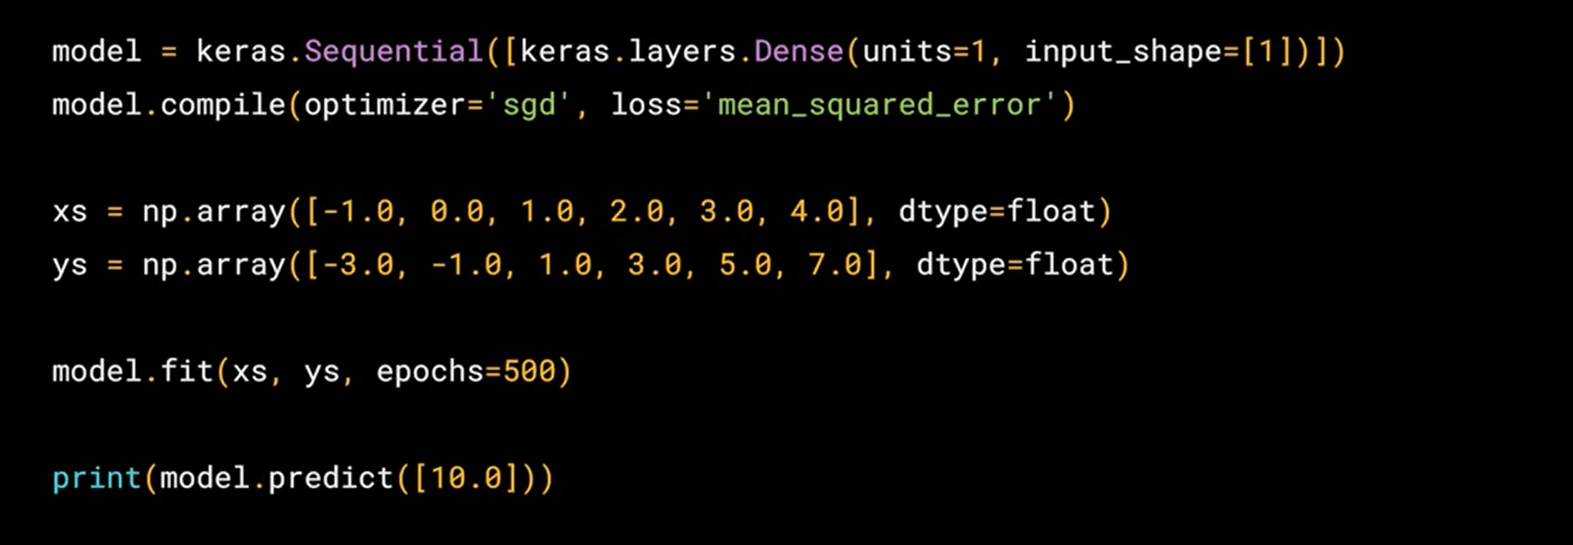 model = keras.Sequential([keras.layers.Dense(units=1, input_shape=[1])])
model.compile(optimizer='sgd', loss='mean_squared_error')
xs = np.array([-1.0, 0.0, 1.0, 2.0, 3.0, 4.0], dtype=float)
ys = np.array([-3.0, -1.0, 1.0, 3.0, 5.0, 7.0], dtype=float)
model.fit(xs, ys, epochs=500)
print(model.predict([10.0]))